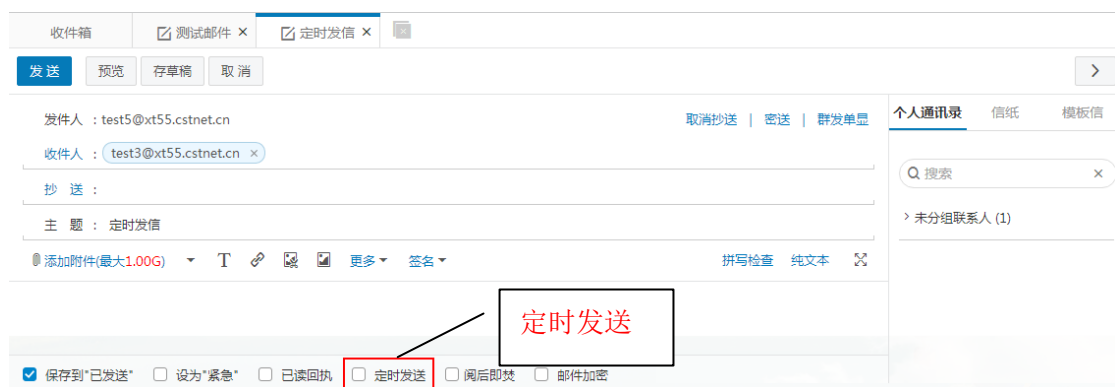 收件箱 测试邮件 × 定时发信 ×
发送 预览 存草稿 取消
发件人 : test5@xt55.cstnet.cn 取消抄送 | 密送 | 群发单显
个人通讯录 信纸 模板信
收件人 : test3@xt55.cstnet.cn ×
搜索 ×
抄 送 :
主 题 : 定时发信
未分组联系人 (1)
添加附件(最大1.00G) T 更多 签名 拼写检查 纯文本
定时发送
保存到"已发送" 设为"紧急" 已读回执 定时发送 阅后即焚 邮件加密